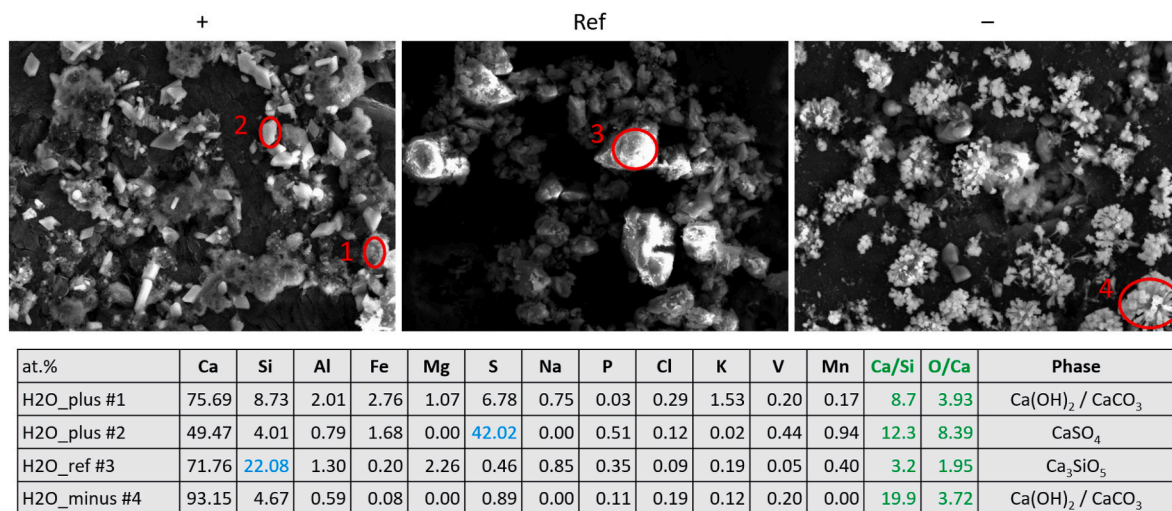 + Ref –
2
1
3
4
at.% Ca Si Al Fe Mg S Na P Cl K V Mn Ca/Si O/Ca Phase
H2O_plus #1 75.69 8.73 2.01 2.76 1.07 6.78 0.75 0.03 0.29 1.53 0.20 0.17 8.7 3.93 Ca(OH)₂ / CaCO₃
H2O_plus #2 49.47 4.01 0.79 1.68 0.00 42.02 0.00 0.51 0.12 0.02 0.44 0.94 12.3 8.39 CaSO₄
H2O_ref #3 71.76 22.08 1.30 0.20 2.26 0.46 0.85 0.35 0.09 0.19 0.05 0.40 3.2 1.95 Ca₃SiO₅
H2O_minus #4 93.15 4.67 0.59 0.08 0.00 0.89 0.00 0.11 0.19 0.12 0.20 0.00 19.9 3.72 Ca(OH)₂ / CaCO₃